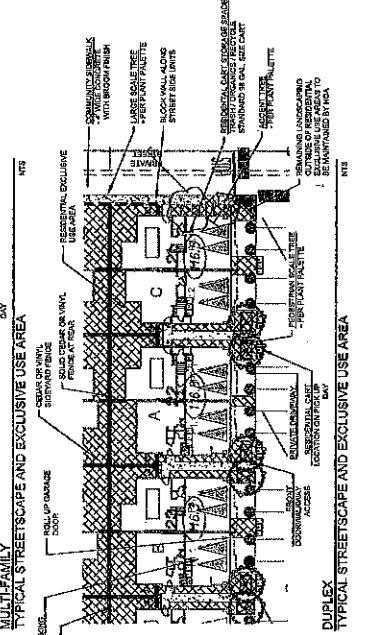 DAY
MULTI-FAMILY
TYPICAL STREETSCAPE AND EXCLUSIVE USE AREA
NTS
ROLL-UP GARAGE
DOOR
CEDAR OR VINYL
SIDEYARD FENCE
SOLID CEDAR OR VINYL
FENCE AT REAR
RESIDENTIAL EXCLUSIVE
USE AREA
COMMUNITY SIDEWALK
WITH BROOM FINISH
LARGE SCALE TREE
- PER PLANT PALETTE
BLOCK WALL ALONG
STREET SIDE UNITS
PRIVATE
STREET
RESIDENTIAL CART STORAGE SPACE
TRASH / ORGANICS / RECYCLE
STANDARD 96 GAL. SIZE CART
ACCENT TREE
- PER PLANT PALETTE
REMAINING LANDSCAPING
OUTSIDE OF RESIDENTIAL
EXCLUSIVE USE AREAS TO
BE MAINTAINED BY HOA
A
C
FRONT
DOOR/WALKWAY
ACCESS
PRIVATE DRIVEWAY
RESIDENTIAL CART
LOCATION ON PICK UP
DAY
PEDESTRIAN SCALE TREE
- PER PLANT PALETTE
DUPLEX
TYPICAL STREETSCAPE AND EXCLUSIVE USE AREA
NTS